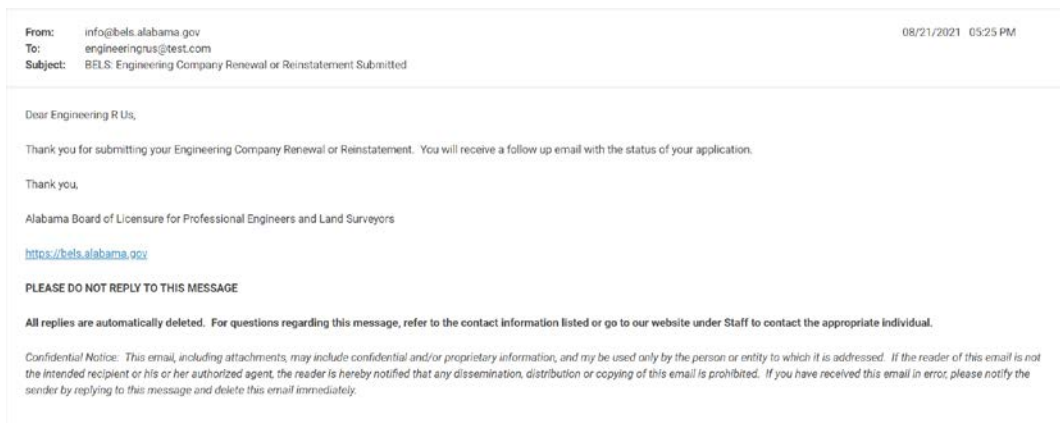 From: info@bels.alabama.gov 08/21/2021 05:25 PM
To: engineeringrus@test.com
Subject: BELS: Engineering Company Renewal or Reinstatement Submitted
Dear Engineering R Us,
Thank you for submitting your Engineering Company Renewal or Reinstatement. You will receive a follow up email with the status of your application.
Thank you,
Alabama Board of Licensure for Professional Engineers and Land Surveyors
https://bels.alabama.gov
PLEASE DO NOT REPLY TO THIS MESSAGE
All replies are automatically deleted. For questions regarding this message, refer to the contact information listed or go to our website under Staff to contact the appropriate individual.
Confidential Notice: This email, including attachments, may include confidential and/or proprietary information, and my be used only by the person or entity to which it is addressed. If the reader of this email is not
the intended recipient or his or her authorized agent, the reader is hereby notified that any dissemination, distribution or copying of this email is prohibited. If you have received this email in error, please notify the
sender by replying to this message and delete this email immediately.